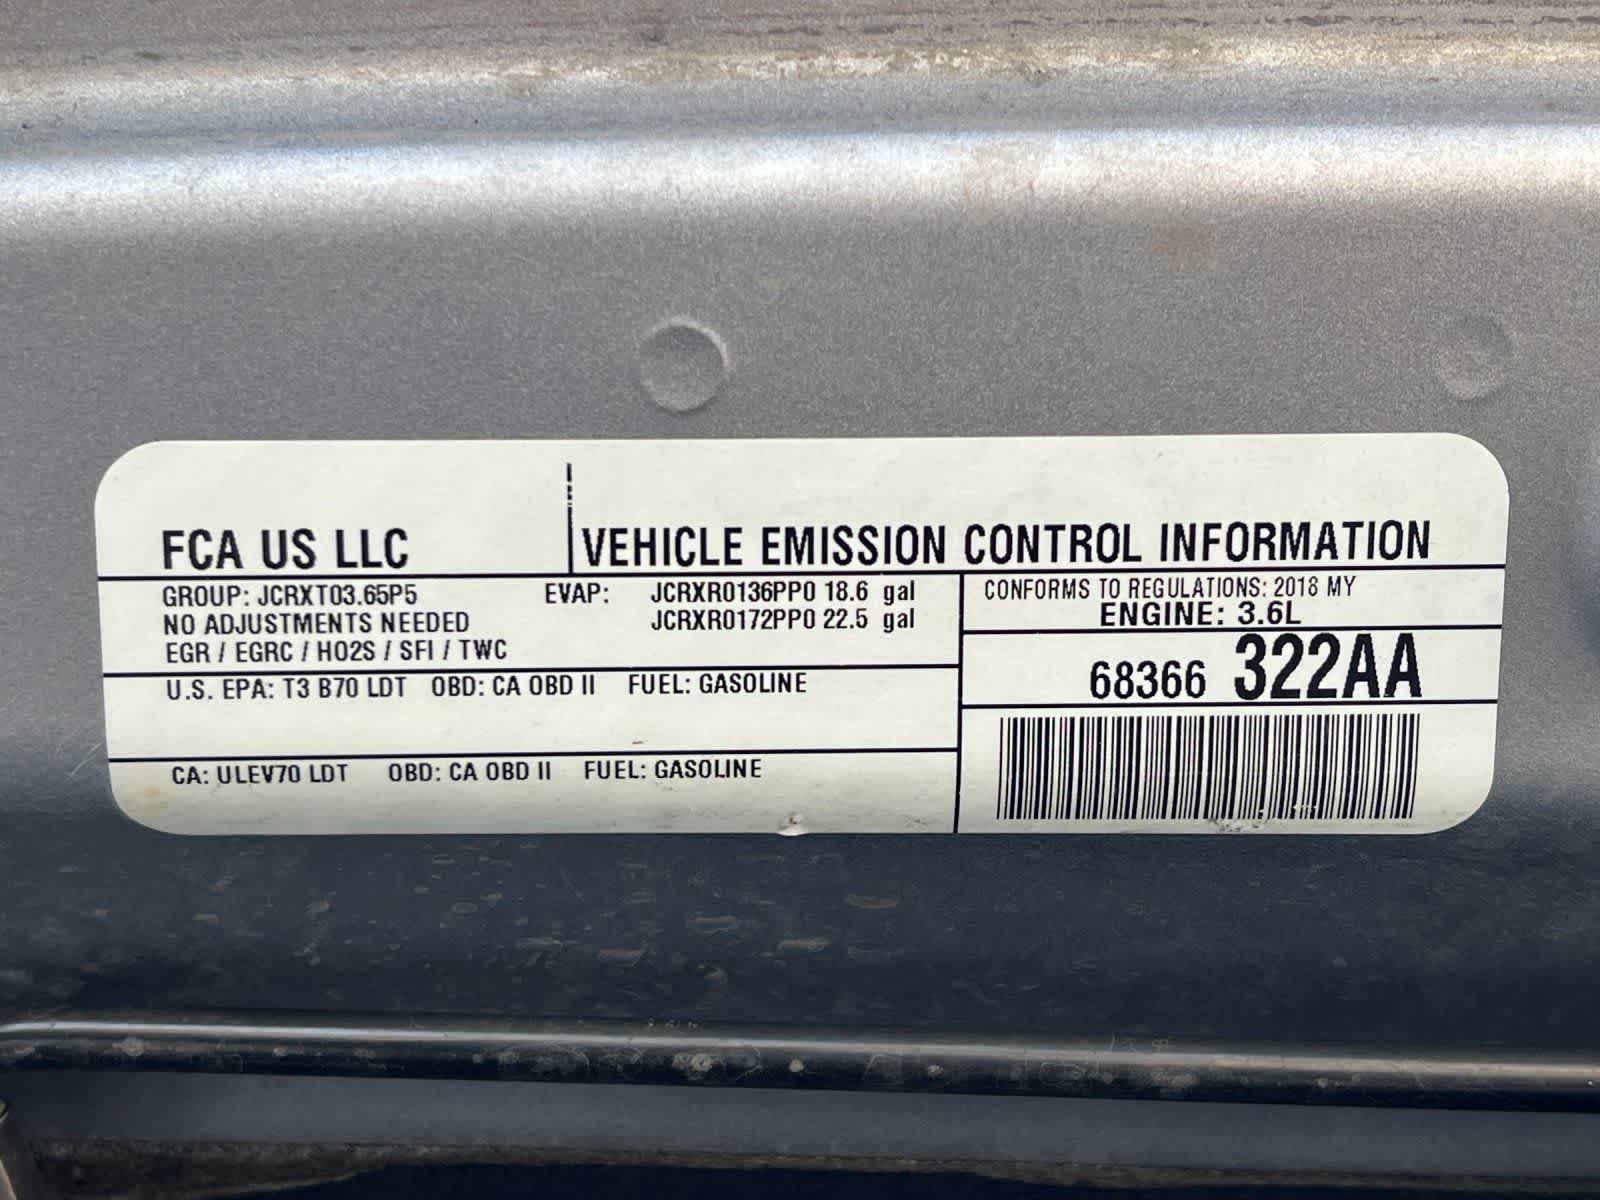 FCA US LLC
VEHICLE EMISSION CONTROL INFORMATION
GROUP: JCRXT03.65P5
NO ADJUSTMENTS NEEDED
EGR / EGRC / HO2S / SFI / TWC
EVAP: JCRXR0136PP0 18.6 gal
JCRXR0172PP0 22.5 gal
CONFORMS TO REGULATIONS: 2018 MY
ENGINE: 3.6L
68366 322AA
U.S. EPA: T3 B70 LDT OBD: CA OBD II FUEL: GASOLINE
CA: ULEV70 LDT OBD: CA OBD II FUEL: GASOLINE